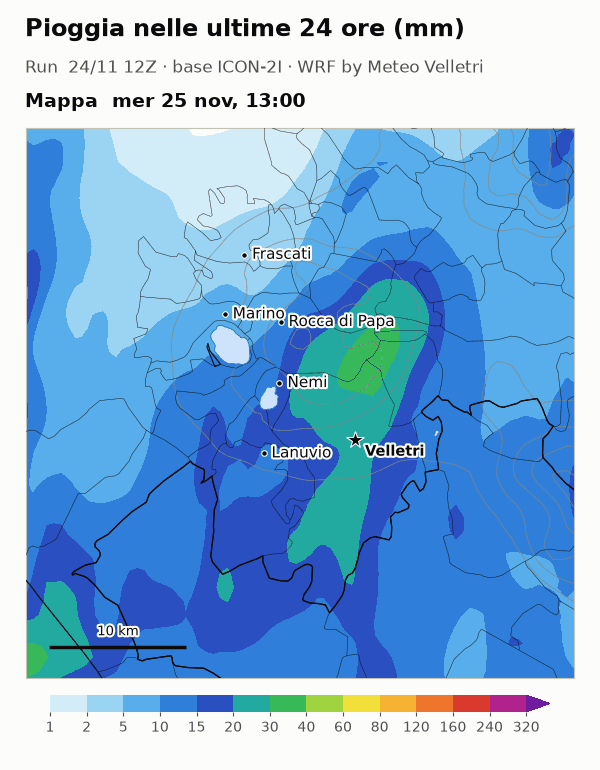 Pioggia nelle ultime 24 ore (mm)
Run  24/11 12Z · base ICON-2I · WRF by Meteo Velletri
Mappa  mer 25 nov, 13:00
Frascati
Marino
Rocca di Papa
Nemi
Velletri
Lanuvio
10 km
1 2 5 10 15 20 30 40 60 80 120 160 240 320